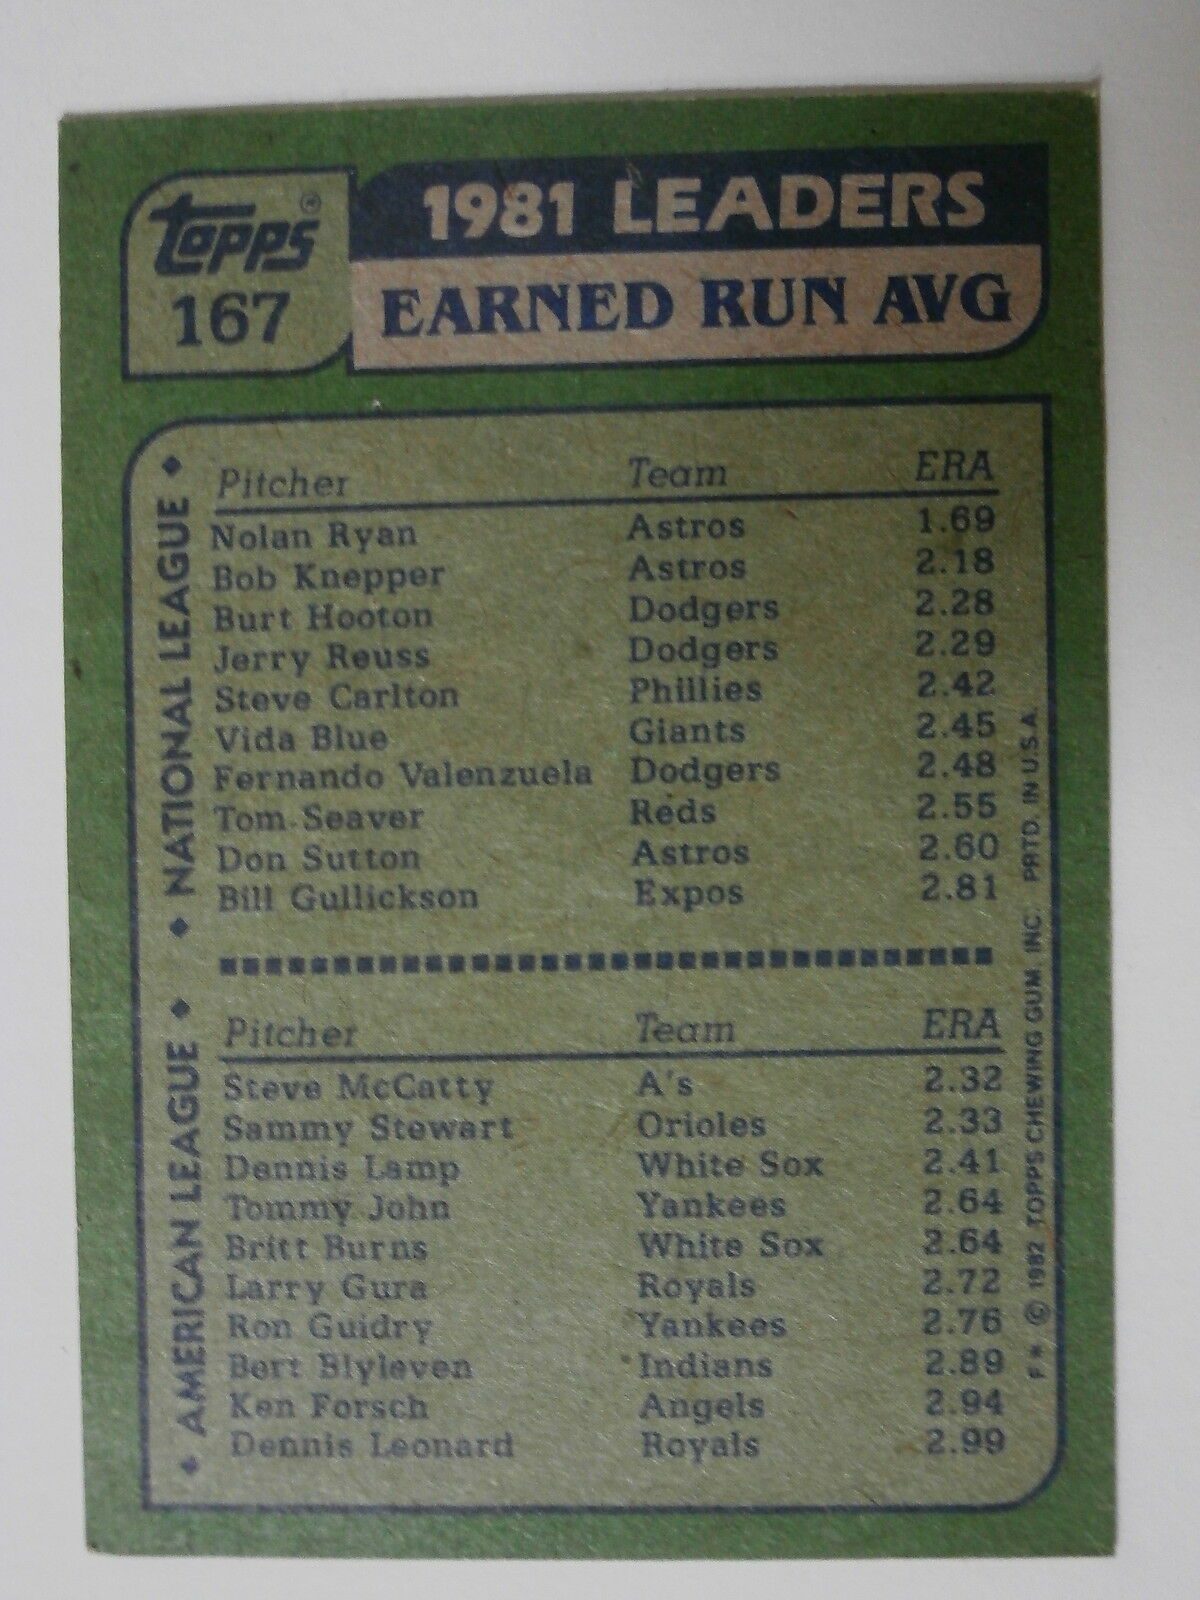 Topps®
167
1981 LEADERS
EARNED RUN AVG
NATIONAL LEAGUE
Pitcher Team ERA
Nolan Ryan Astros 1.69
Bob Knepper Astros 2.18
Burt Hooton Dodgers 2.28
Jerry Reuss Dodgers 2.29
Steve Carlton Phillies 2.42
Vida Blue Giants 2.45
Fernando Valenzuela Dodgers 2.48
Tom Seaver Reds 2.55
Don Sutton Astros 2.60
Bill Gullickson Expos 2.81
AMERICAN LEAGUE
Pitcher Team ERA
Steve McCatty A's 2.32
Sammy Stewart Orioles 2.33
Dennis Lamp White Sox 2.41
Tommy John Yankees 2.64
Britt Burns White Sox 2.64
Larry Gura Royals 2.72
Ron Guidry Yankees 2.76
Bert Blyleven Indians 2.89
Ken Forsch Angels 2.94
Dennis Leonard Royals 2.99
F* © 1982 TOPPS CHEWING GUM, INC. PRTD. IN U.S.A.